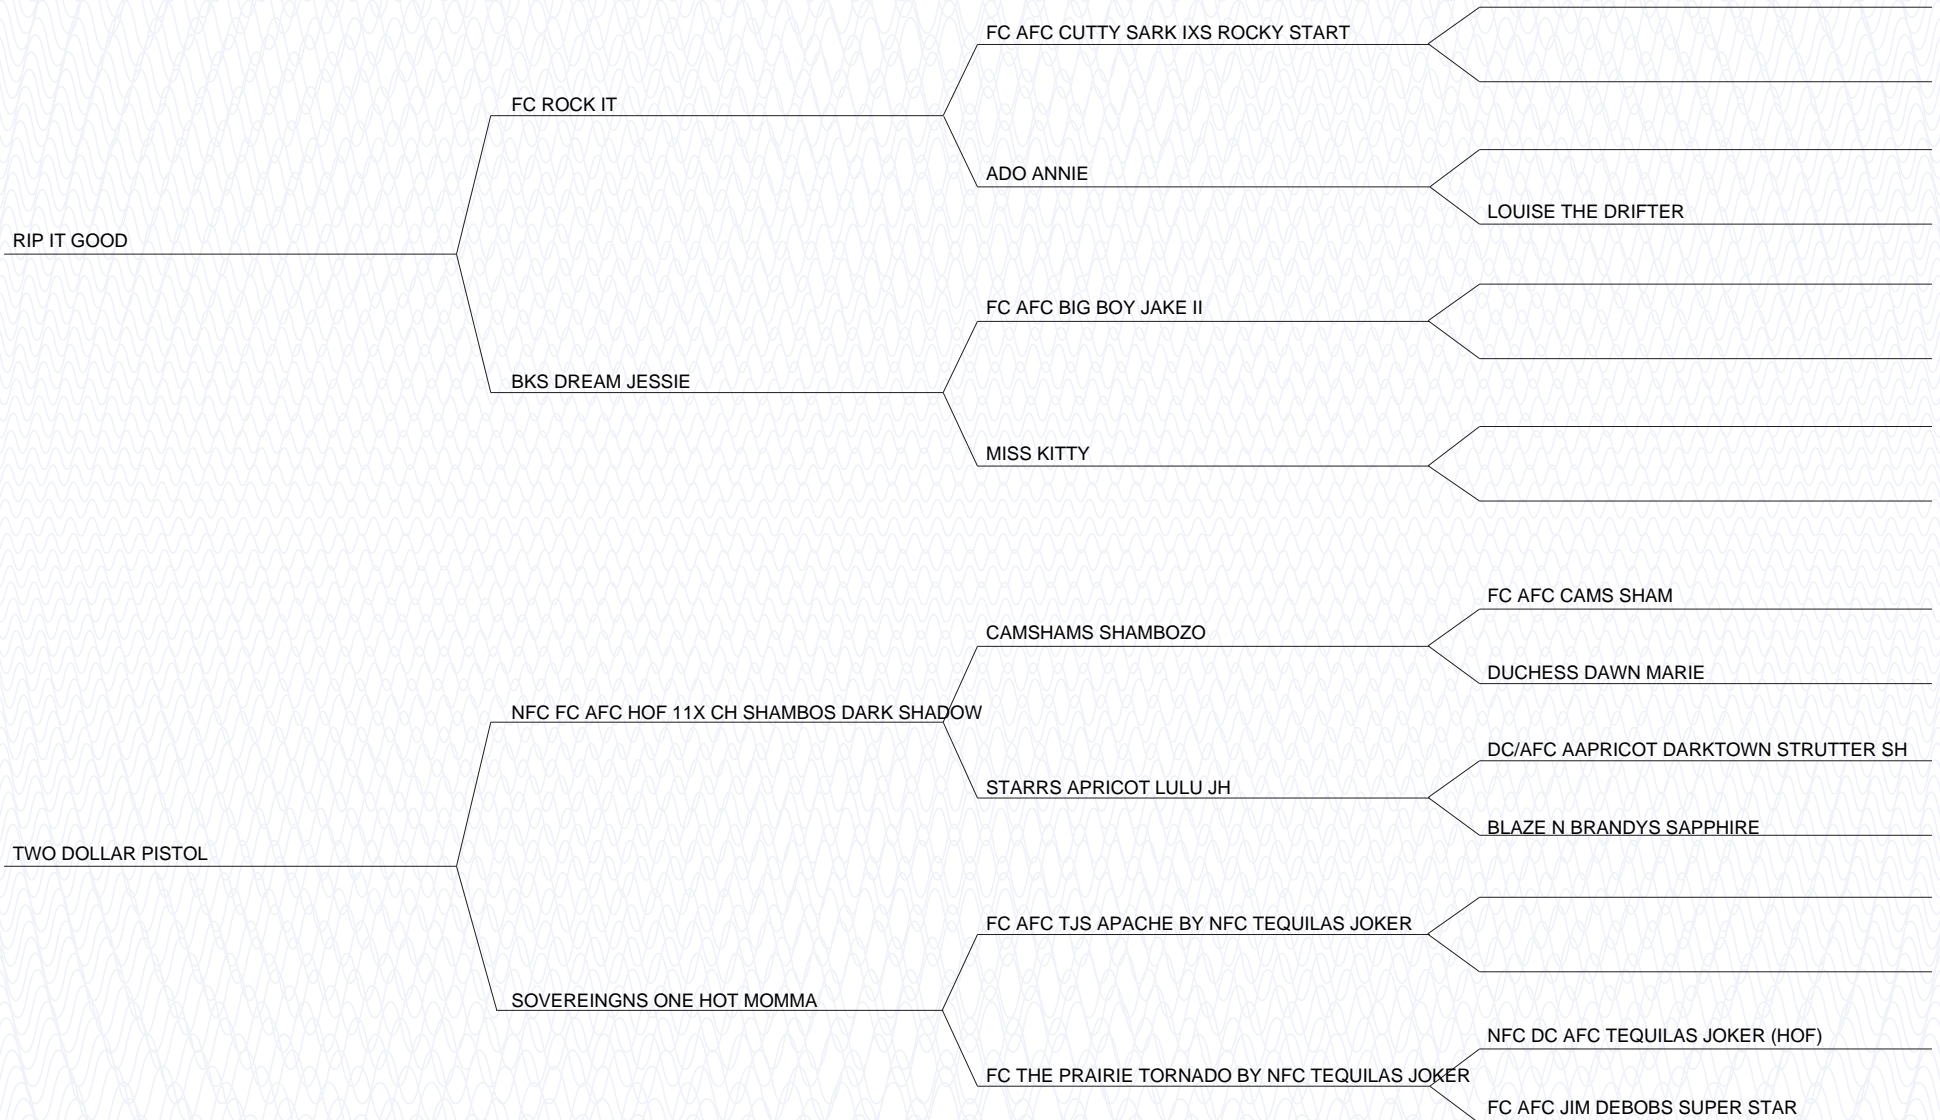 FC AFC CUTTY SARK IXS ROCKY START
FC ROCK IT
ADO ANNIE
LOUISE THE DRIFTER
RIP IT GOOD
FC AFC BIG BOY JAKE II
BKS DREAM JESSIE
MISS KITTY
FC AFC CAMS SHAM
CAMSHAMS SHAMBOZO
DUCHESS DAWN MARIE
NFC FC AFC HOF 11X CH SHAMBOS DARK SHADOW
DC/AFC AAPRICOT DARKTOWN STRUTTER SH
STARRS APRICOT LULU JH
BLAZE N BRANDYS SAPPHIRE
TWO DOLLAR PISTOL
FC AFC TJS APACHE BY NFC TEQUILAS JOKER
SOVEREINGNS ONE HOT MOMMA
NFC DC AFC TEQUILAS JOKER (HOF)
FC THE PRAIRIE TORNADO BY NFC TEQUILAS JOKER
FC AFC JIM DEBOBS SUPER STAR